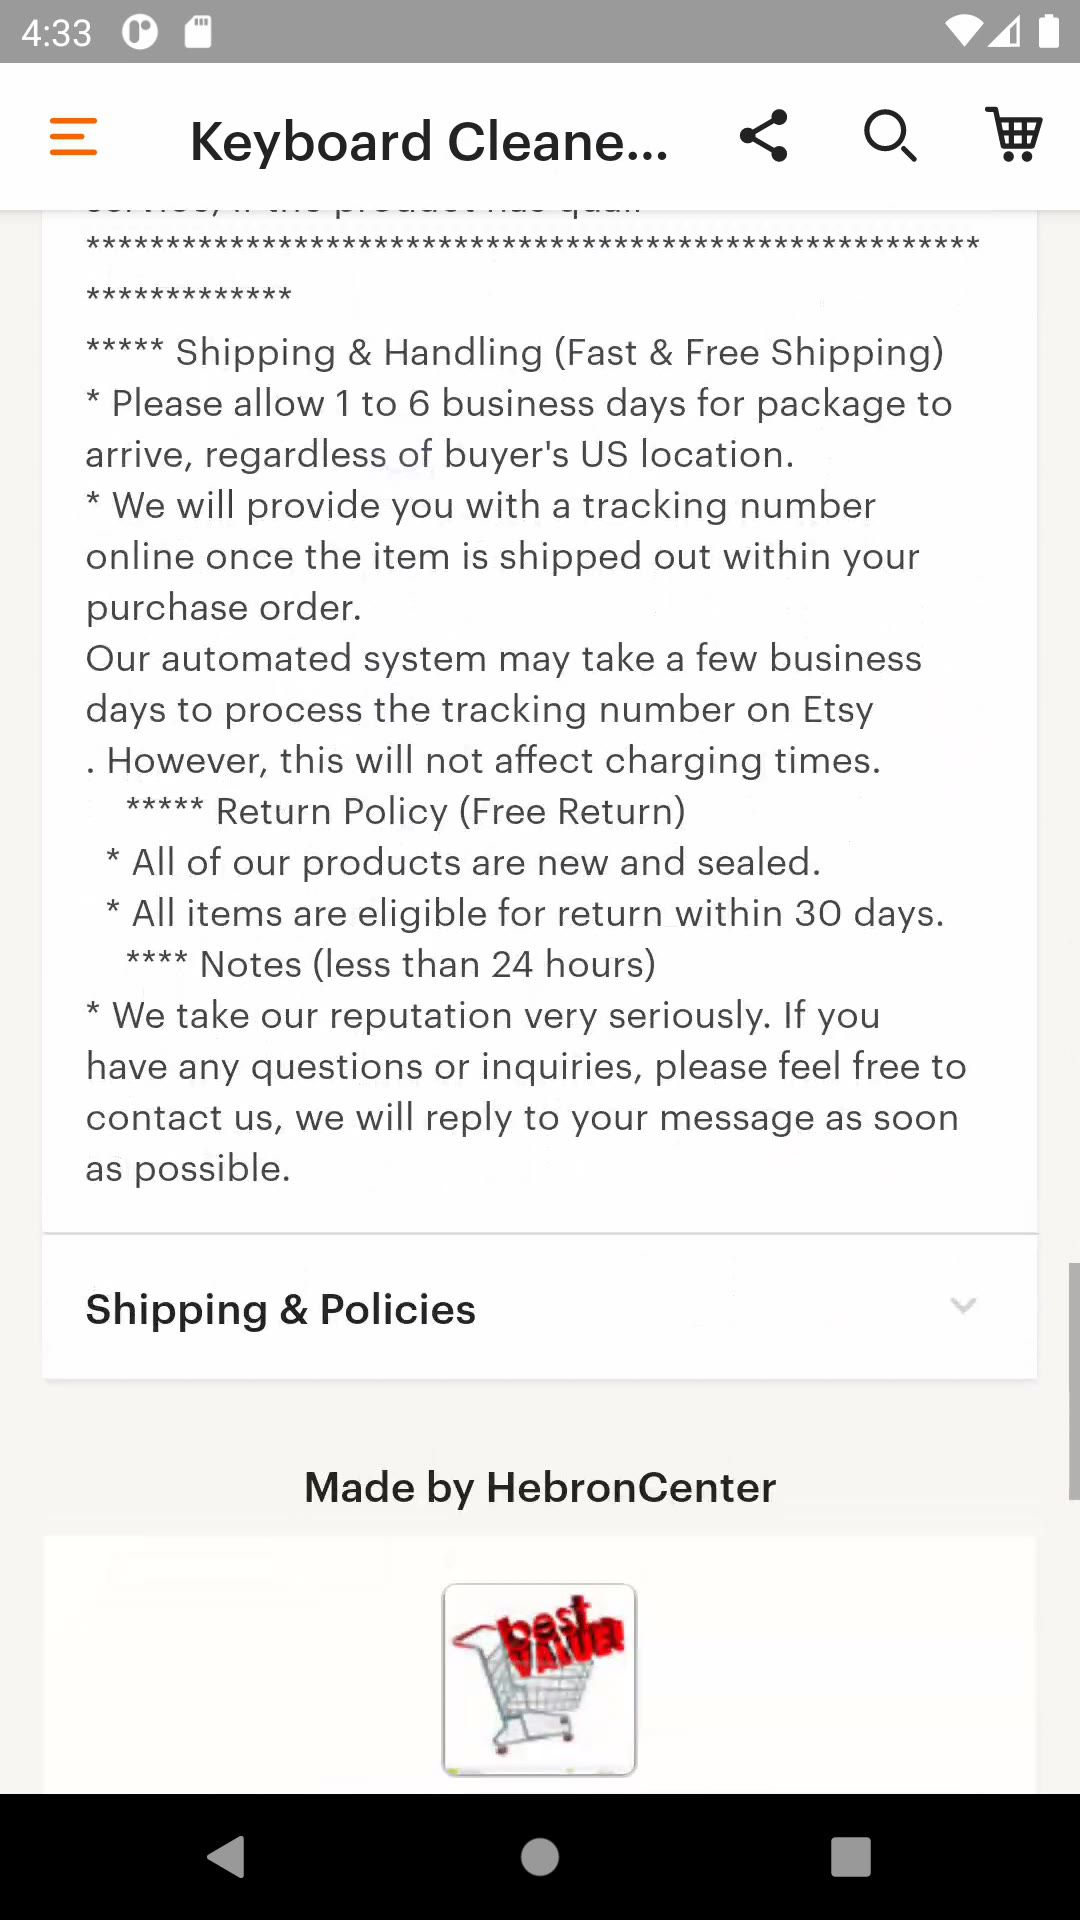 4:33
Keyboard Cleane...
*******************************************************
*************
***** Shipping & Handling (Fast & Free Shipping)
* Please allow 1 to 6 business days for package to
arrive, regardless of buyer's US location.
* We will provide you with a tracking number
online once the item is shipped out within your
purchase order.
Our automated system may take a few business
days to process the tracking number on Etsy
. However, this will not affect charging times.
***** Return Policy (Free Return)
* All of our products are new and sealed.
* All items are eligible for return within 30 days.
**** Notes (less than 24 hours)
* We take our reputation very seriously. If you
have any questions or inquiries, please feel free to
contact us, we will reply to your message as soon
as possible.
Shipping & Policies
Made by HebronCenter
best
VALUE!